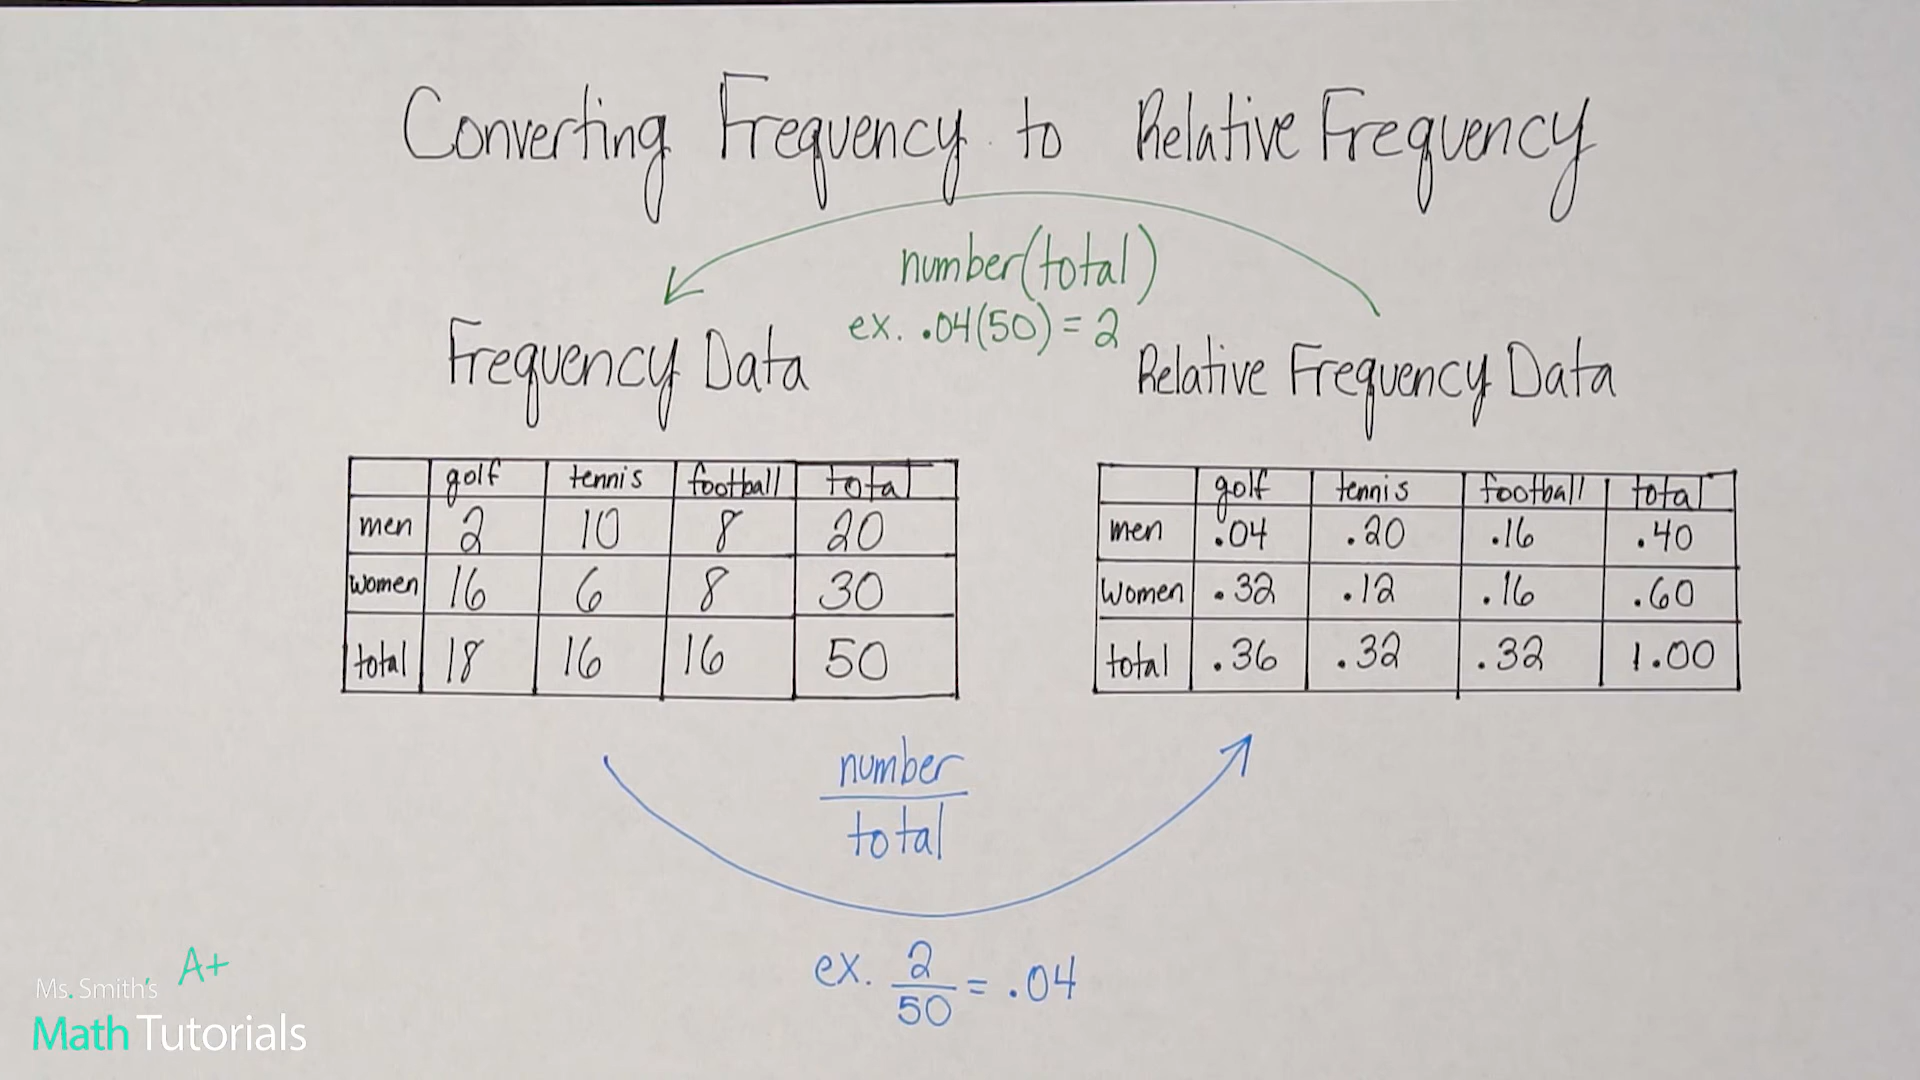 Converting Frequency to Relative Frequency
number(total)
ex. .04(50) = 2
Frequency Data
golf tennis football total
men 2 10 8 20
women 16 6 8 30
total 18 16 16 50
Relative Frequency Data
golf tennis football total
men .04 .20 .16 .40
women .32 .12 .16 .60
total .36 .32 .32 1.00
number
total
ex. 2/50 = .04
Ms. Smith's A+
Math Tutorials